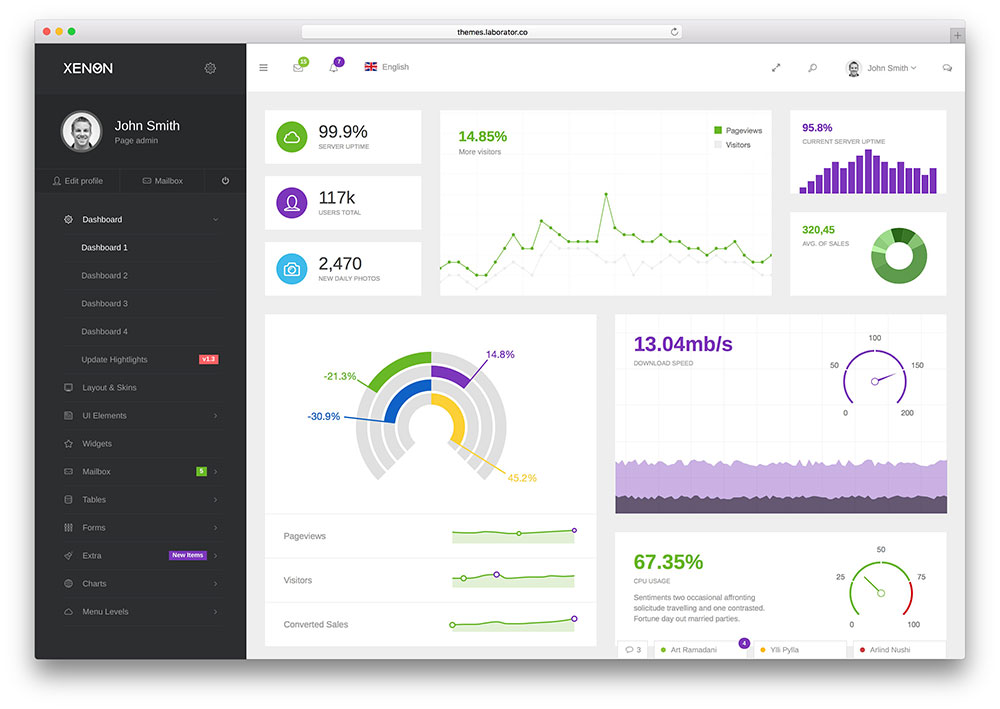 themes.laborator.co
XENON
John Smith
Page admin
Edit profile
Mailbox
Dashboard
Dashboard 1
Dashboard 2
Dashboard 3
Dashboard 4
Update Hightlights
v1.3
Layout & Skins
UI Elements
Widgets
Mailbox
5
Tables
Forms
Extra
New Items
Charts
Menu Levels
15
7
English
John Smith
99.9%
SERVER UPTIME
117k
USERS TOTAL
2,470
NEW DAILY PHOTOS
14.85%
More visitors
Pageviews
Visitors
95.8%
CURRENT SERVER UPTIME
320,45
AVG. OF SALES
14.8%
-21.3%
-30.9%
45.2%
Pageviews
Visitors
Converted Sales
13.04mb/s
DOWNLOAD SPEED
100
50
150
0
200
67.35%
CPU USAGE
Sentiments two occasional affronting
solicitude travelling and one contrasted.
Fortune day out married parties.
50
25
75
0
100
3
Art Ramadani
4
Ylli Pylla
Arlind Nushi